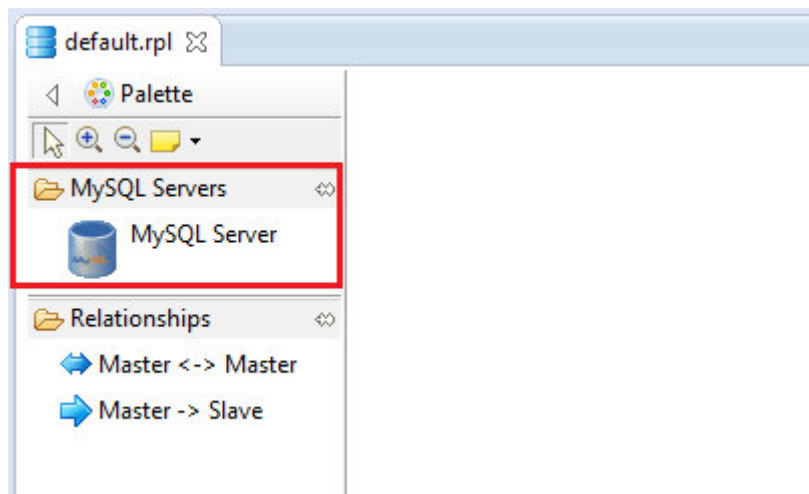 default.rpl
Palette
MySQL Servers
MySQL Server
Relationships
Master <-> Master
Master -> Slave